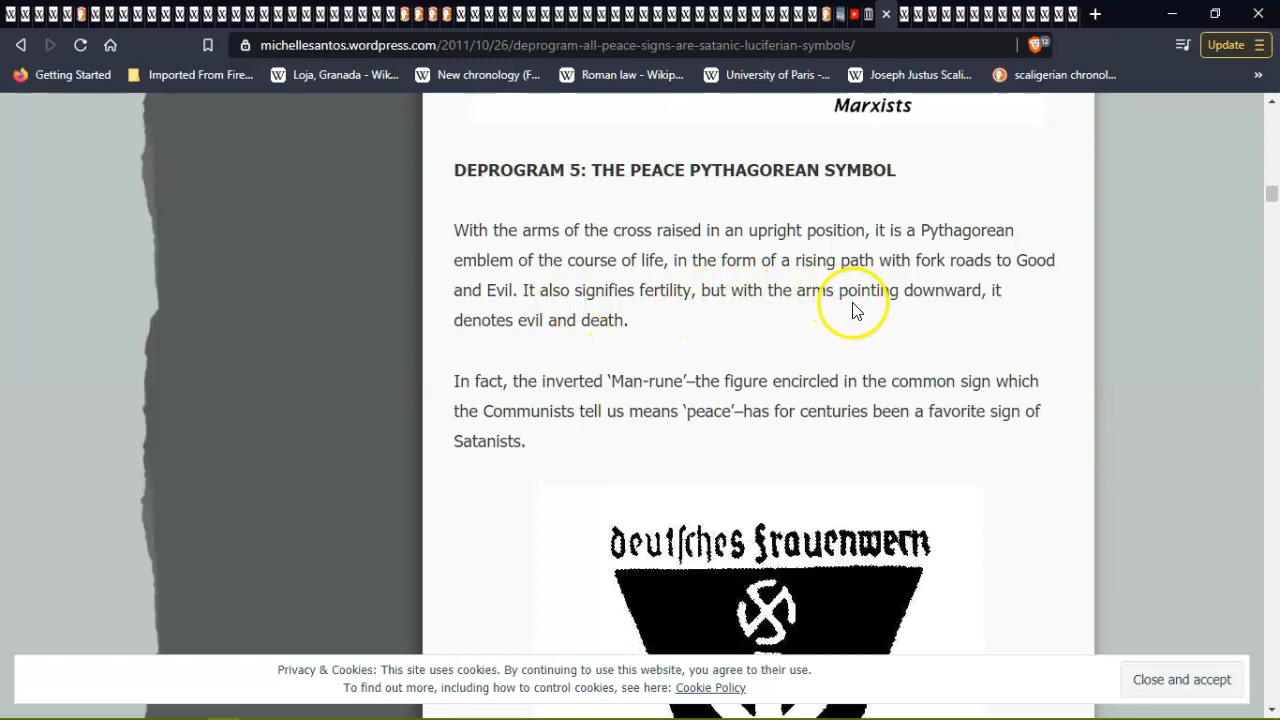 michellesantos.wordpress.com/2011/10/26/deprogram-all-peace-signs-are-satanic-luciferian-symbols/
12
Update
Getting Started
Imported From Fire...
Loja, Granada - Wik...
New chronology (F...
Roman law - Wikip...
University of Paris -...
Joseph Justus Scali...
scaligerian chronol...
»
Marxists
DEPROGRAM 5: THE PEACE PYTHAGOREAN SYMBOL
With the arms of the cross raised in an upright position, it is a Pythagorean
emblem of the course of life, in the form of a rising path with fork roads to Good
and Evil. It also signifies fertility, but with the arms pointing downward, it
denotes evil and death.
In fact, the inverted ‘Man-rune’–the figure encircled in the common sign which
the Communists tell us means ‘peace’–has for centuries been a favorite sign of
Satanists.
deutsches Frauenwerk
Privacy & Cookies: This site uses cookies. By continuing to use this website, you agree to their use.
To find out more, including how to control cookies, see here: Cookie Policy
Close and accept